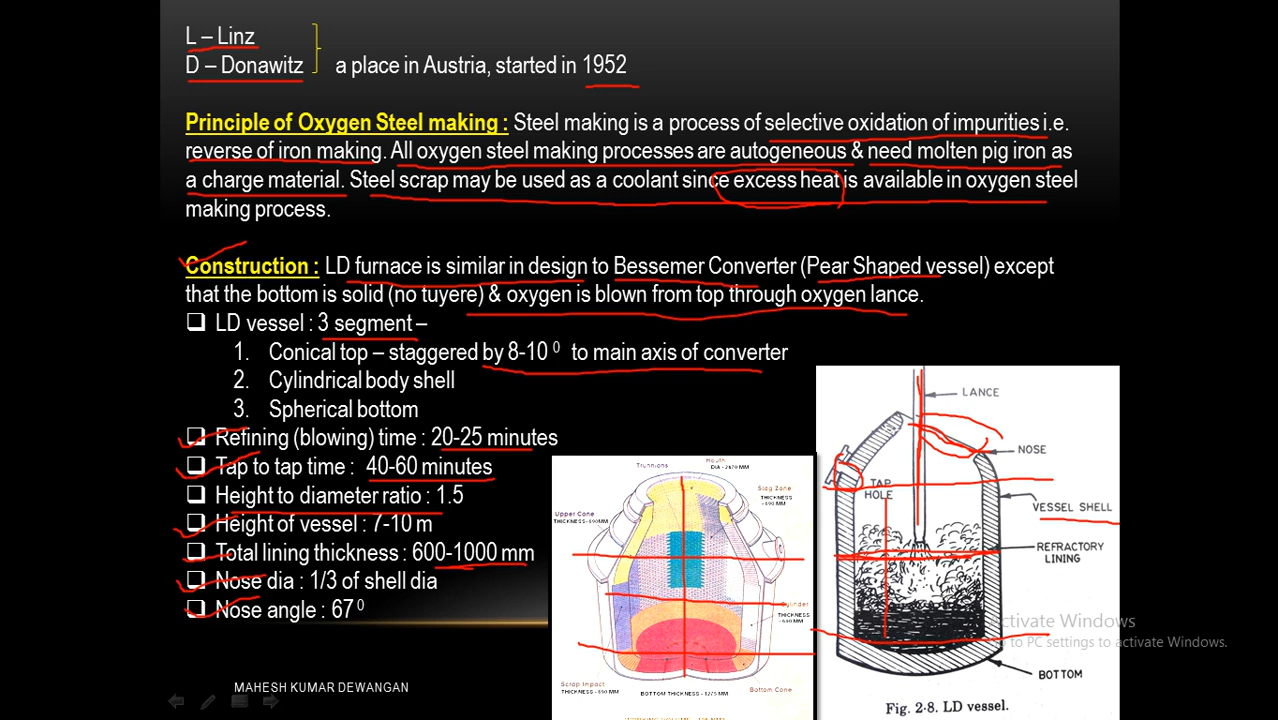 L – Linz
D – Donawitz
a place in Austria, started in 1952
Principle of Oxygen Steel making : Steel making is a process of selective oxidation of impurities i.e.
reverse of iron making. All oxygen steel making processes are autogeneous & need molten pig iron as
a charge material. Steel scrap may be used as a coolant since excess heat is available in oxygen steel
making process.
Construction : LD furnace is similar in design to Bessemer Converter (Pear Shaped vessel) except
that the bottom is solid (no tuyere) & oxygen is blown from top through oxygen lance.
❑ LD vessel : 3 segment –
1. Conical top – staggered by 8-10 ⁰ to main axis of converter
2. Cylindrical body shell
3. Spherical bottom
❑ Refining (blowing) time : 20-25 minutes
❑ Tap to tap time : 40-60 minutes
❑ Height to diameter ratio : 1.5
❑ Height of vessel : 7-10 m
❑ Total lining thickness : 600-1000 mm
❑ Nose dia : 1/3 of shell dia
❑ Nose angle : 67⁰
Trunnions
Mouth
Slag Zone
THICKNESS
Upper Cone
Cylinder
THICKNESS
Scrap Impact
Bottom Cone
LANCE
NOSE
TAP
HOLE
VESSEL SHELL
REFRACTORY
LINING
BOTTOM
Fig. 2·8. LD vessel.
ctivate Windows
to PC settings to activate Windows.
MAHESH KUMAR DEWANGAN